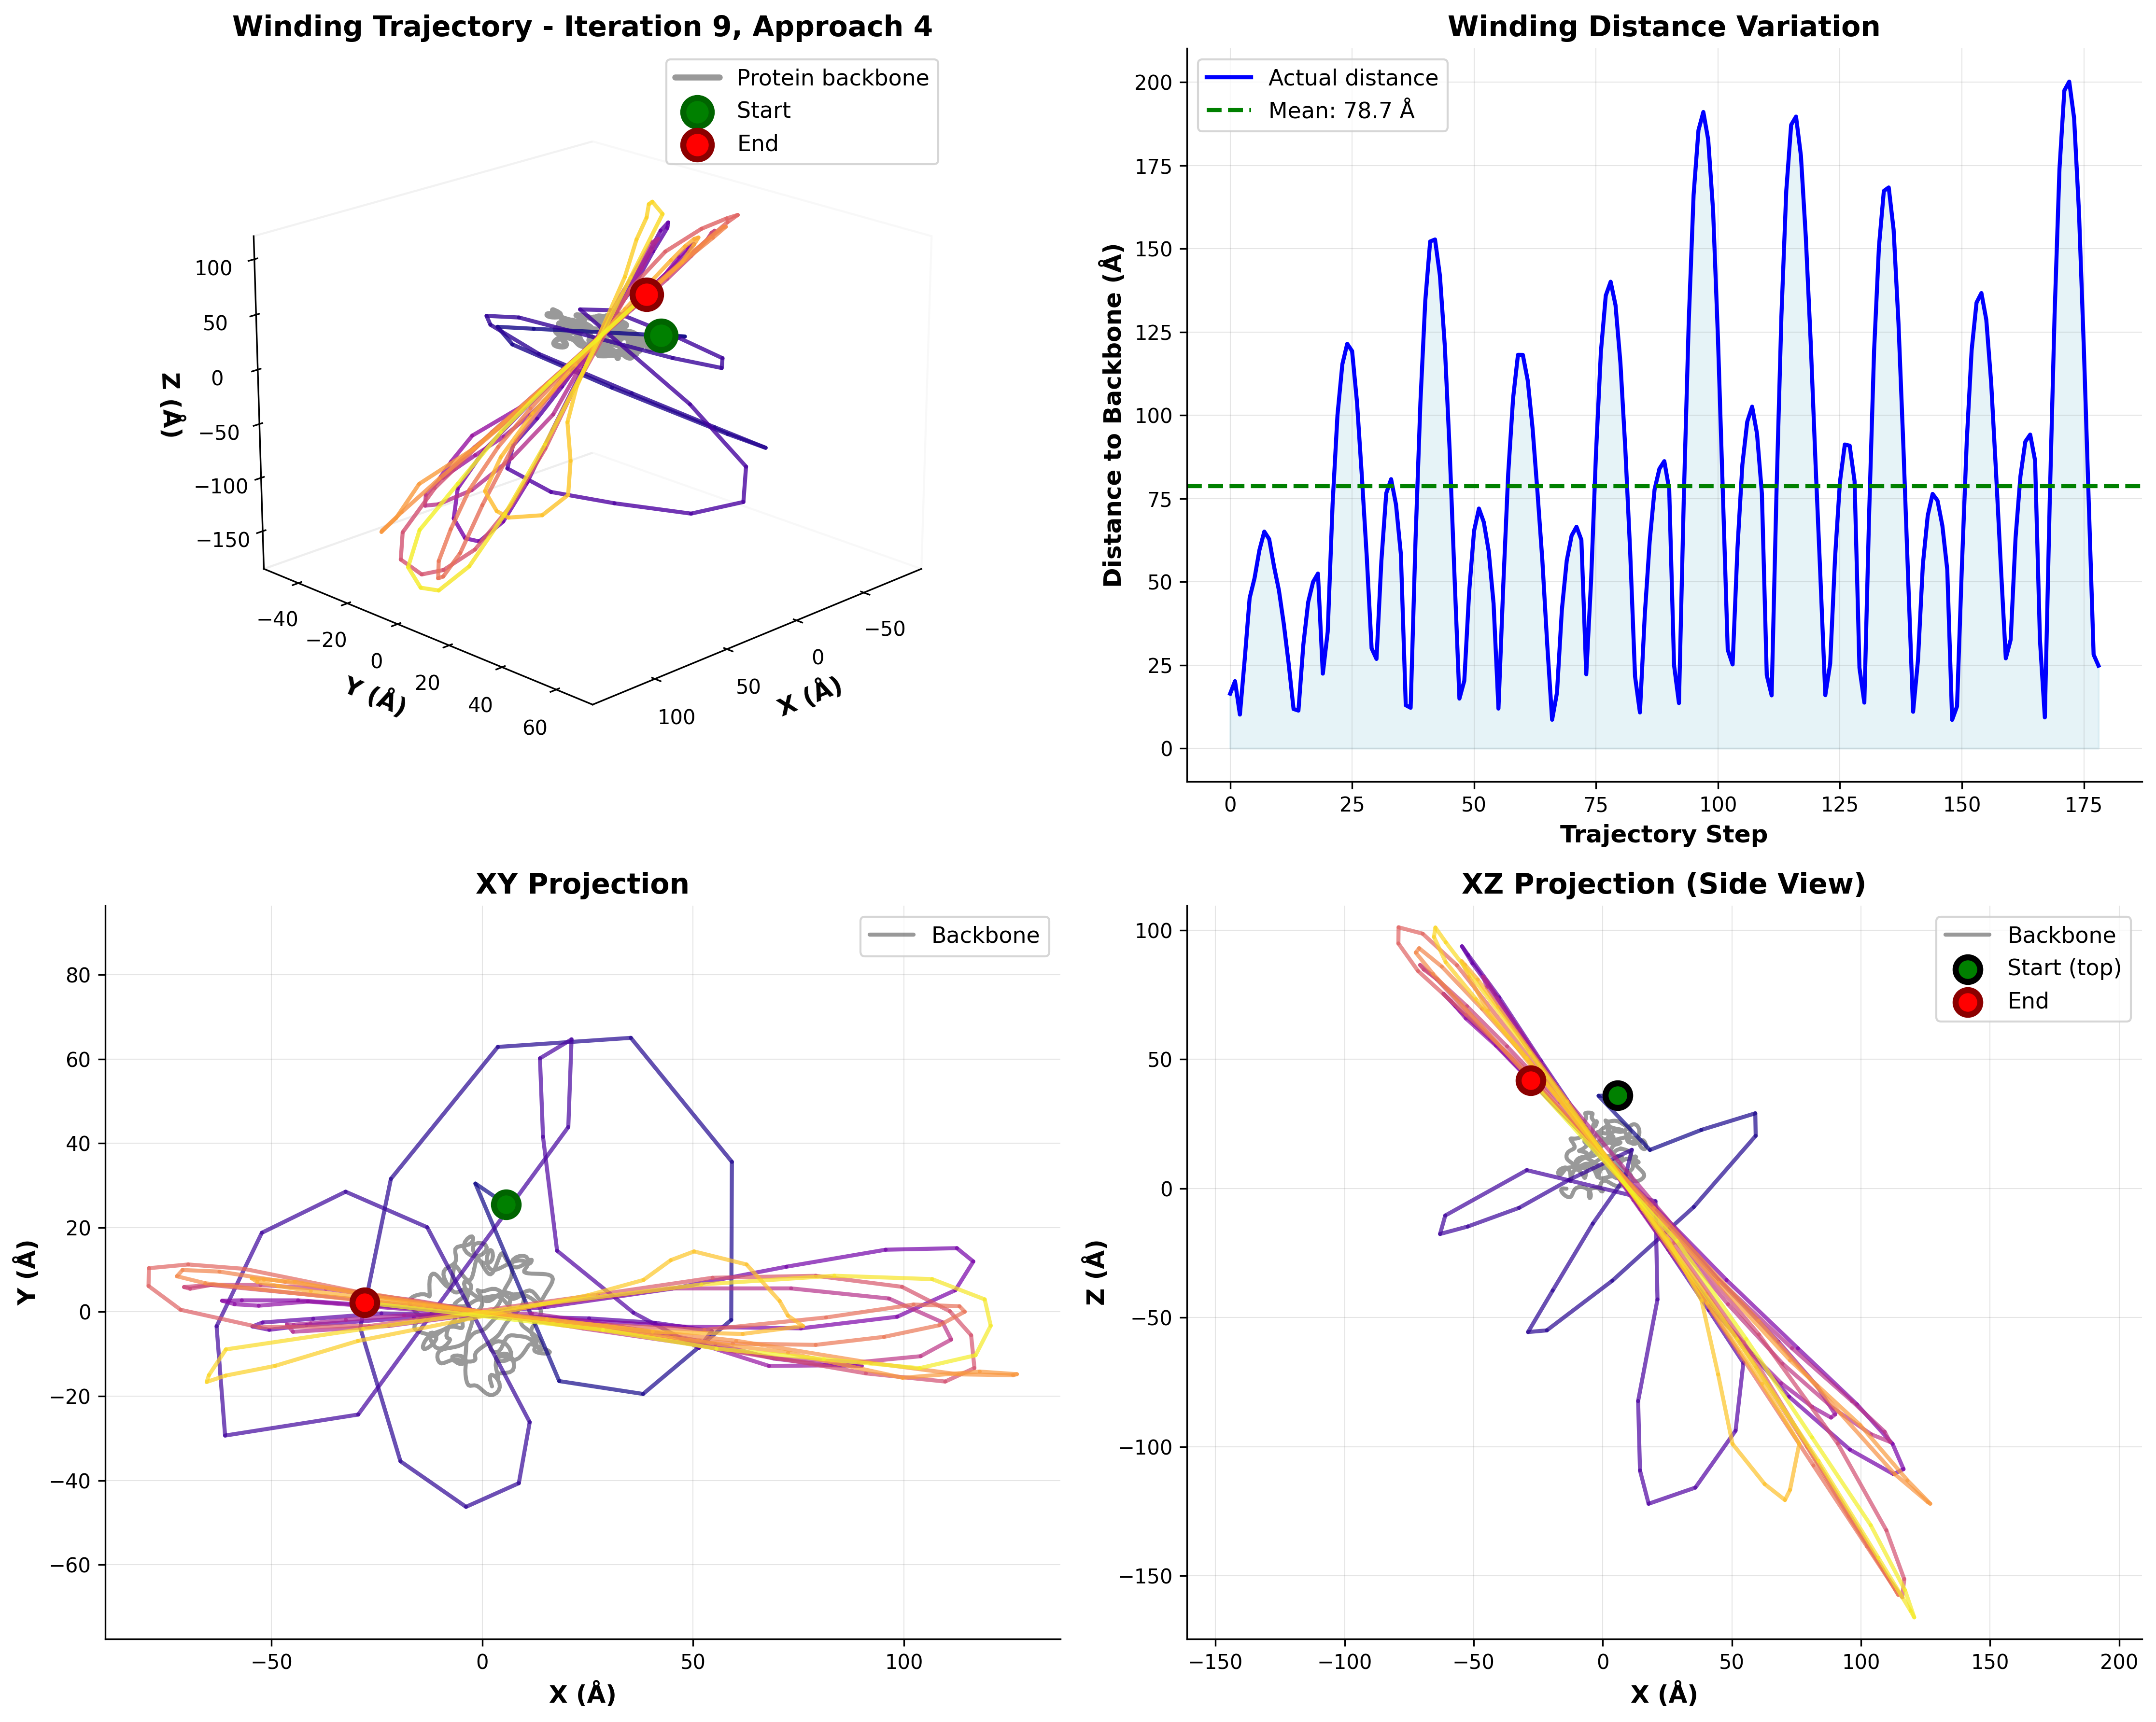 Winding Trajectory - Iteration 9, Approach 4
Protein backbone
Start
End
100
50
0
−50
−100
−150
Z (Å)
−40
−20
0
20
40
60
Y (Å)
100
50
0
−50
X (Å)
Winding Distance Variation
Actual distance
Mean: 78.7 Å
200
175
150
125
100
75
50
25
0
Distance to Backbone (Å)
0 25 50 75 100 125 150 175
Trajectory Step
XY Projection
Backbone
80
60
40
20
0
−20
−40
−60
Y (Å)
−50 0 50 100
X (Å)
XZ Projection (Side View)
Backbone
Start (top)
End
100
50
0
−50
−100
−150
Z (Å)
−150 −100 −50 0 50 100 150 200
X (Å)